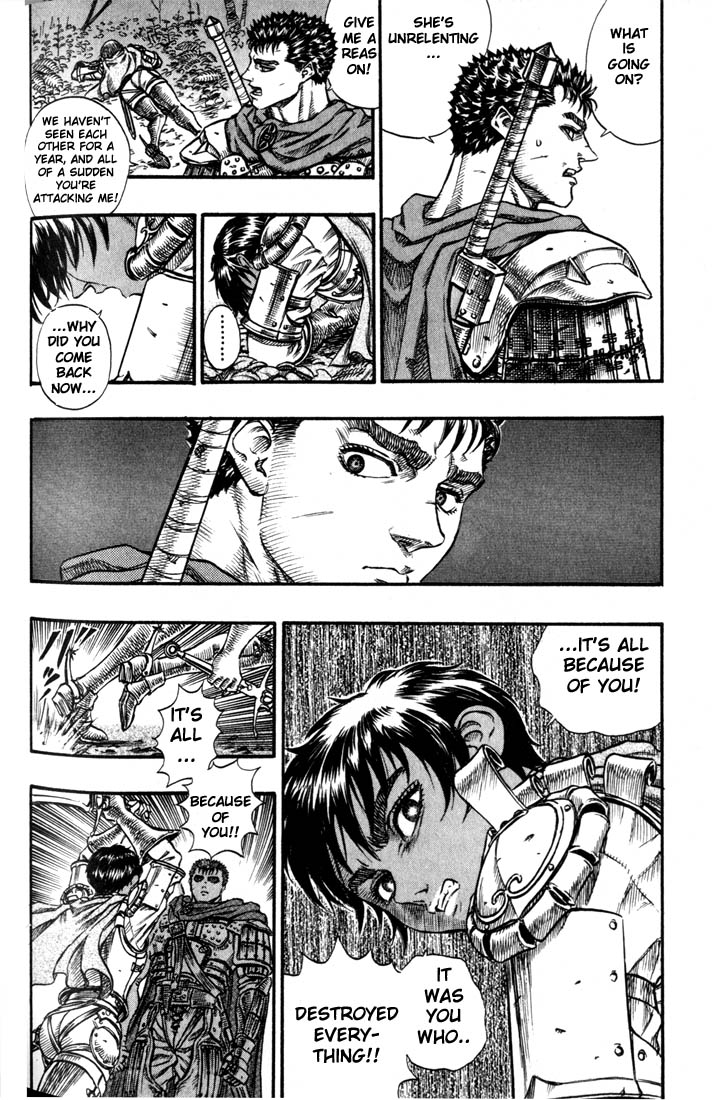 WHAT
IS
GOING
ON?
SHE'S
UNRELENTING
...
GIVE
ME A
REAS
ON!
WE HAVEN'T
SEEN EACH
OTHER FOR
A YEAR, AND ALL
OF A SUDDEN
YOU'RE
ATTACKING ME!
......
...WHY
DID YOU
COME
BACK
NOW...
...IT'S ALL
BECAUSE
OF YOU!
IT
WAS
YOU
WHO..
DESTROYED
EVERY-
THING!!
IT'S
ALL
...
BECAUSE
OF YOU!!